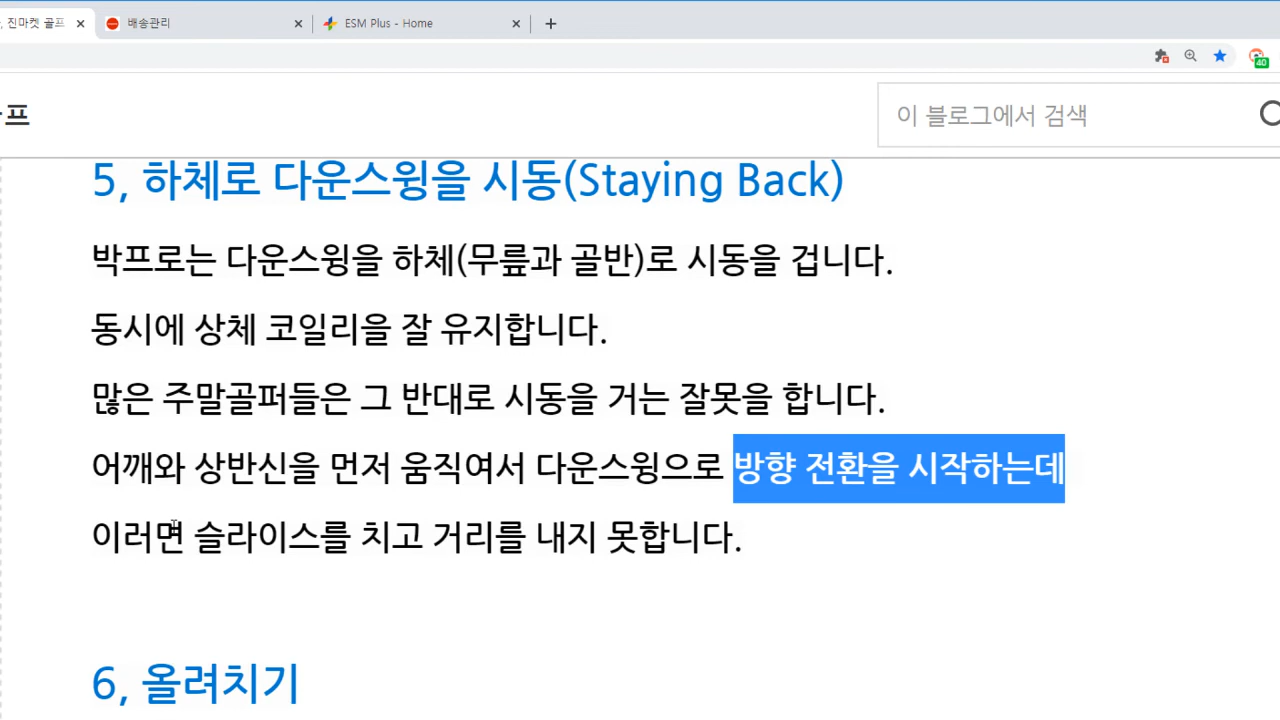 , 진마켓 골프
배송관리
ESM Plus - Home
40
프
이 블로그에서 검색
5, 하체로 다운스윙을 시동(Staying Back)
박프로는 다운스윙을 하체(무릎과 골반)로 시동을 겁니다.
동시에 상체 코일리을 잘 유지합니다.
많은 주말골퍼들은 그 반대로 시동을 거는 잘못을 합니다.
어깨와 상반신을 먼저 움직여서 다운스윙으로 방향 전환을 시작하는데
이러면 슬라이스를 치고 거리를 내지 못합니다.
6, 올려치기